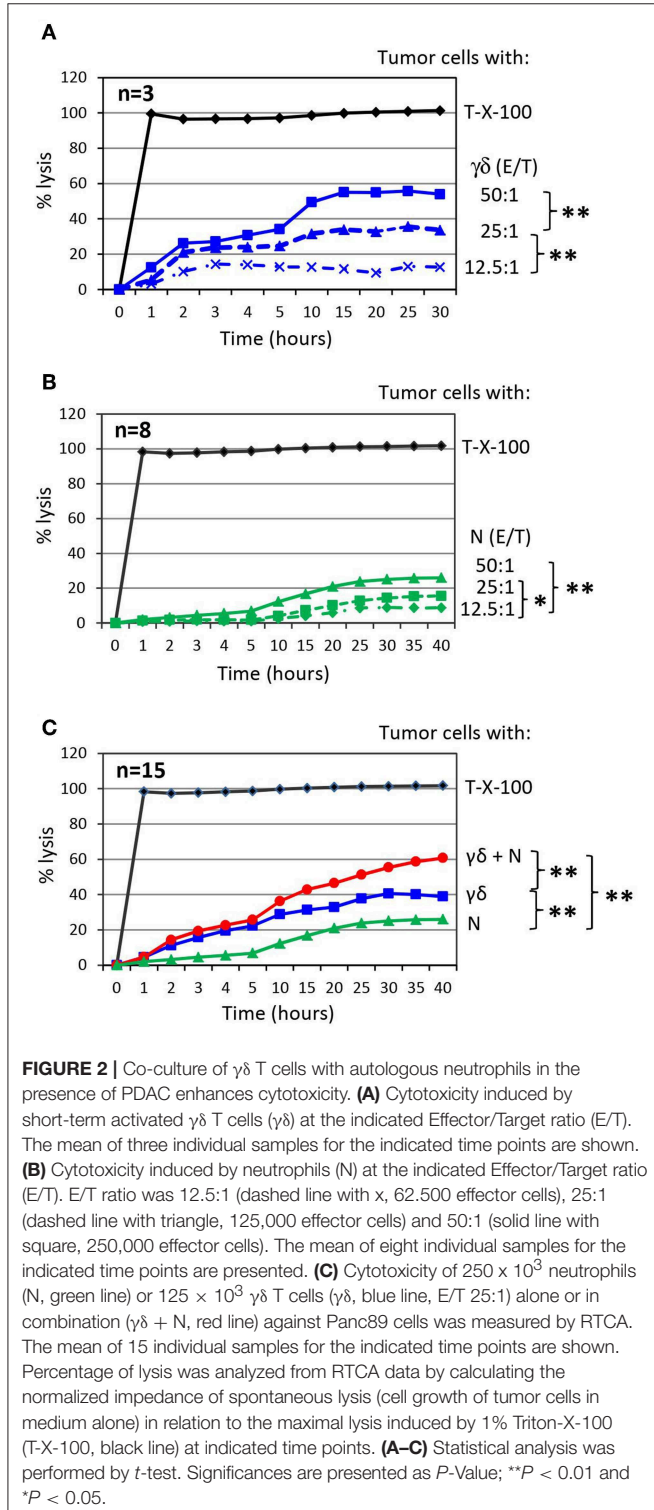 A
Tumor cells with:
120
100
80
60
40
20
0
% lysis
n=3
T-X-100
γδ (E/T)
50:1
25:1
12.5:1
**
**
0 1 2 3 4 5 10 15 20 25 30
Time (hours)
B
Tumor cells with:
120
100
80
60
40
20
0
% lysis
n=8
T-X-100
N (E/T)
50:1
25:1
12.5:1
*
**
0 1 2 3 4 5 10 15 20 25 30 35 40
Time (hours)
C
Tumor cells with:
120
100
80
60
40
20
0
% lysis
n=15
T-X-100
γδ + N
γδ
N
**
**
**
0 1 2 3 4 5 10 15 20 25 30 35 40
Time (hours)
FIGURE 2 | Co-culture of γδ T cells with autologous neutrophils in the
presence of PDAC enhances cytotoxicity. (A) Cytotoxicity induced by
short-term activated γδ T cells (γδ) at the indicated Effector/Target ratio (E/T).
The mean of three individual samples for the indicated time points are shown.
(B) Cytotoxicity induced by neutrophils (N) at the indicated Effector/Target ratio
(E/T). E/T ratio was 12.5:1 (dashed line with x, 62.500 effector cells), 25:1
(dashed line with triangle, 125,000 effector cells) and 50:1 (solid line with
square, 250,000 effector cells). The mean of eight individual samples for the
indicated time points are presented. (C) Cytotoxicity of 250 x 10³ neutrophils
(N, green line) or 125 × 10³ γδ T cells (γδ, blue line, E/T 25:1) alone or in
combination (γδ + N, red line) against Panc89 cells was measured by RTCA.
The mean of 15 individual samples for the indicated time points are shown.
Percentage of lysis was analyzed from RTCA data by calculating the
normalized impedance of spontaneous lysis (cell growth of tumor cells in
medium alone) in relation to the maximal lysis induced by 1% Triton-X-100
(T-X-100, black line) at indicated time points. (A–C) Statistical analysis was
performed by t-test. Significances are presented as P-Value; **P < 0.01 and
*P < 0.05.